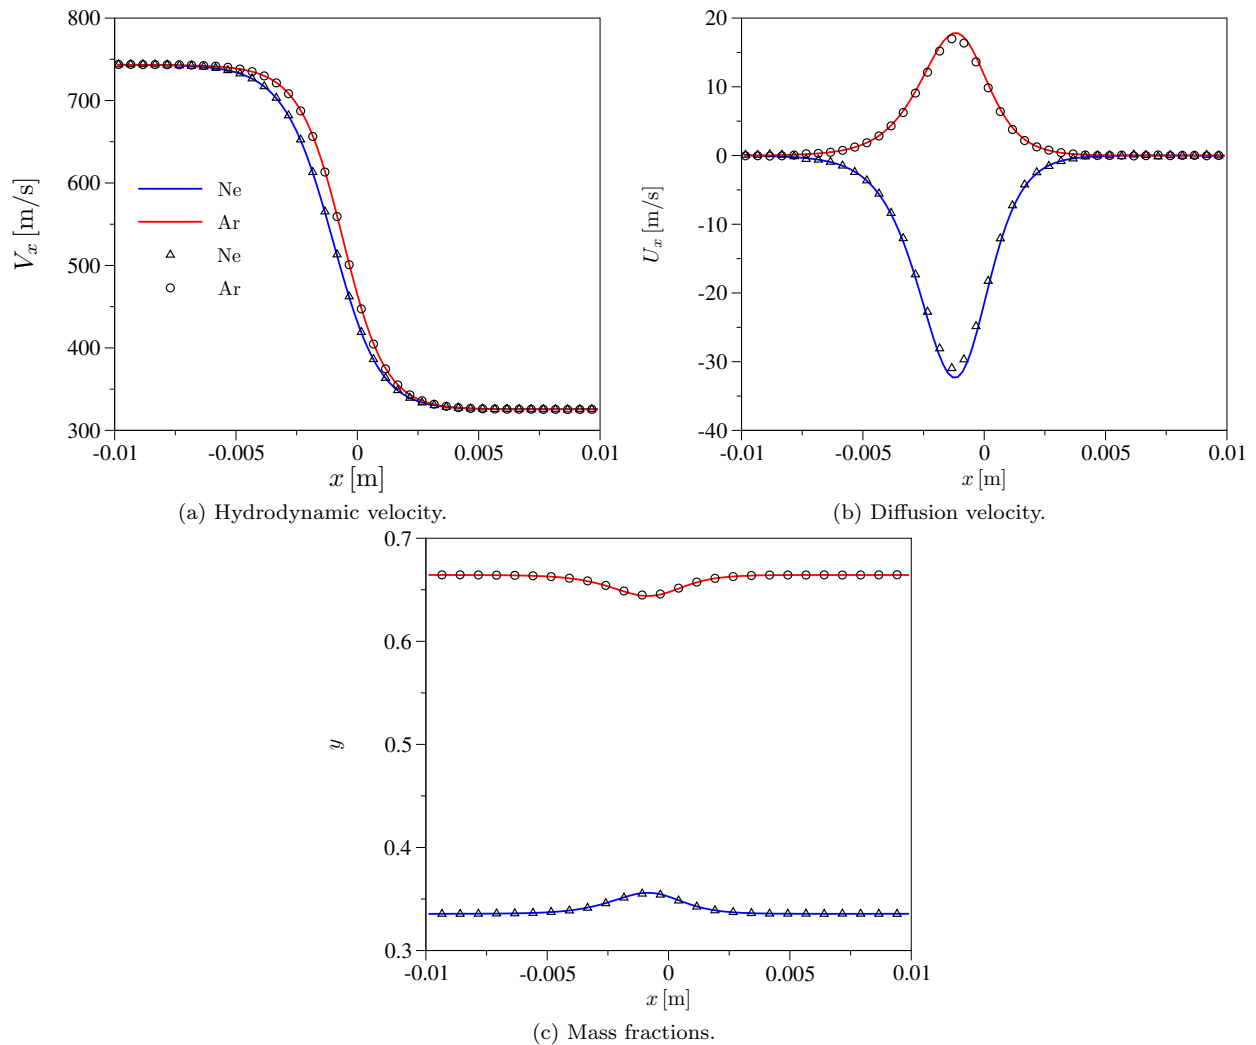 800
700
600
500
400
300
V_x [m/s]
Ne
Ar
Ne
Ar
-0.01 -0.005 0 0.005 0.01
x [m]
(a) Hydrodynamic velocity.
20
10
0
-10
-20
-30
-40
U_x [m/s]
-0.01 -0.005 0 0.005 0.01
x [m]
(b) Diffusion velocity.
0.7
0.6
0.5
0.4
0.3
y
-0.01 -0.005 0 0.005 0.01
x [m]
(c) Mass fractions.